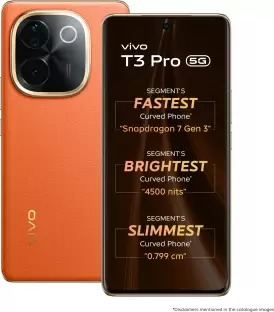 vivo
T3 Pro 5G
SEGMENT'S
FASTEST
Curved Phone*
"Snapdragon 7 Gen 3"
SEGMENT'S
BRIGHTEST
Curved Phone*
"4500 nits"
SEGMENT'S
SLIMMEST
Curved Phone*
"0.799 cm"
vivo
*Disclaimers mentioned in the catalogue images